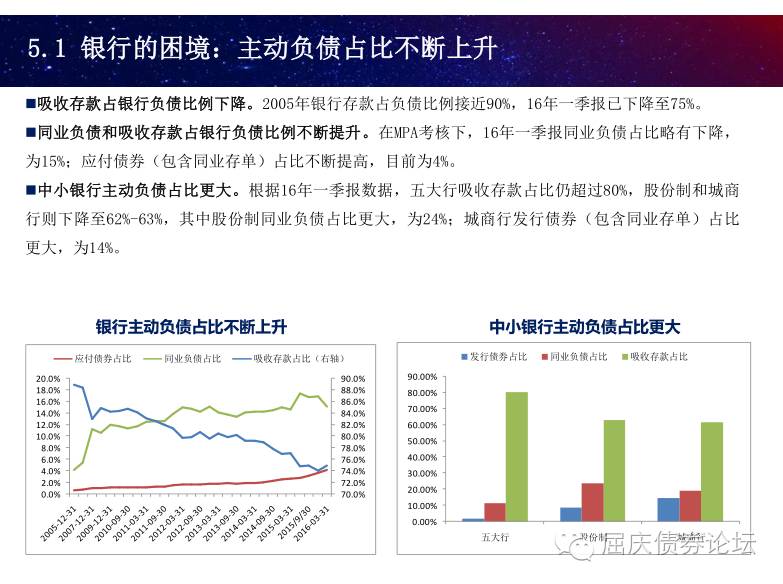 5.1 银行的困境：主动负债占比不断上升
■吸收存款占银行负债比例下降。2005年银行存款占负债比例接近90%，16年一季报已下降至75%。
■同业负债和吸收存款占银行负债比例不断提升。在MPA考核下，16年一季报同业负债占比略有下降，
为15%；应付债券（包含同业存单）占比不断提高，目前为4%。
■中小银行主动负债占比更大。根据16年一季报数据，五大行吸收存款占比仍超过80%，股份制和城商
行则下降至62%-63%，其中股份制同业负债占比更大，为24%；城商行发行债券（包含同业存单）占比
更大，为14%。
银行主动负债占比不断上升
应付债券占比 同业负债占比 吸收存款占比（右轴）
20.0% 90.0%
18.0% 88.0%
16.0% 86.0%
14.0% 84.0%
12.0% 82.0%
10.0% 80.0%
8.0% 78.0%
6.0% 76.0%
4.0% 74.0%
2.0% 72.0%
0.0% 70.0%
2005-12-31 2007-12-31 2009-12-31 2010-09-30 2011-03-31 2011-09-30 2012-03-31 2012-09-30 2013-03-31 2013-09-30 2014-03-31 2014-09-30 2015-03-31 2015/9/30 2016-03-31
中小银行主动负债占比更大
发行债券占比 同业负债占比 吸收存款占比
90.00%
80.00%
70.00%
60.00%
50.00%
40.00%
30.00%
20.00%
10.00%
0.00%
五大行 股份制 城商行
屈庆债券论坛